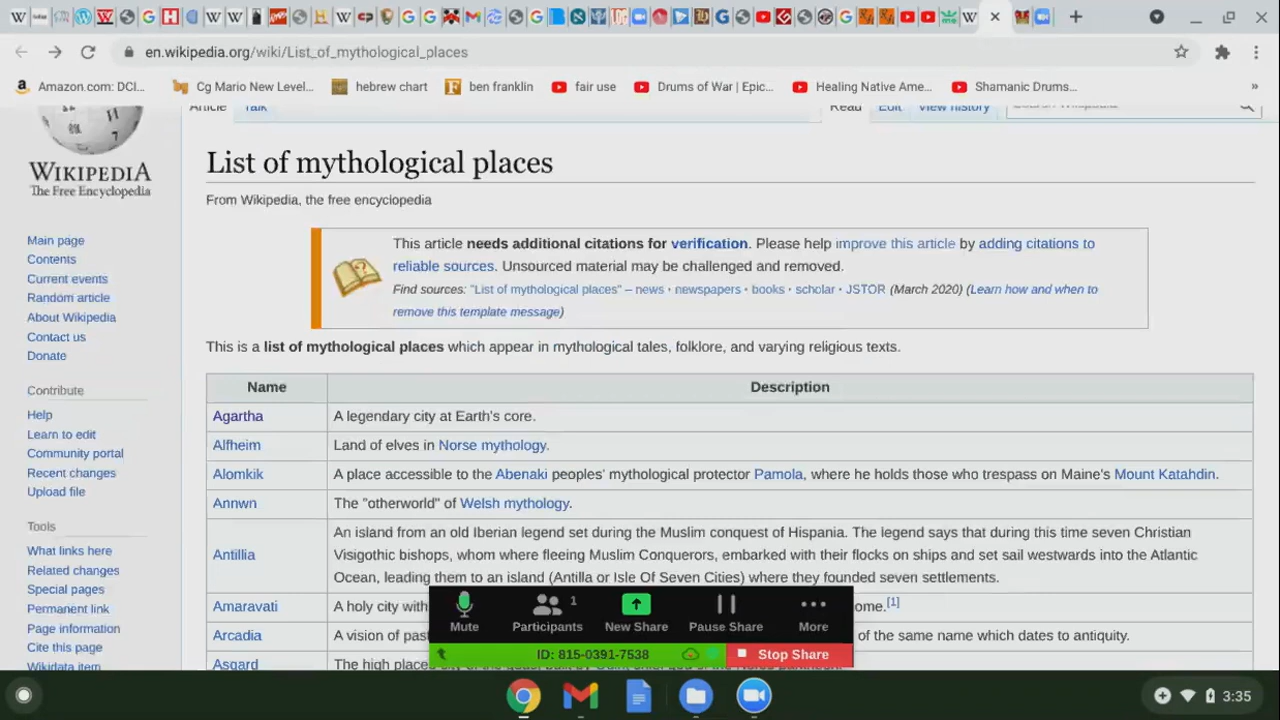 en.wikipedia.org/wiki/List_of_mythological_places
Amazon.com: DCI...
Cg Mario New Level...
hebrew chart
ben franklin
fair use
Drums of War | Epic...
Healing Native Ame...
Shamanic Drums...
»
Article Talk
Read Edit View history
Search Wikipedia
WIKIPEDIA
The Free Encyclopedia
Main page
Contents
Current events
Random article
About Wikipedia
Contact us
Donate
Contribute
Help
Learn to edit
Community portal
Recent changes
Upload file
Tools
What links here
Related changes
Special pages
Permanent link
Page information
Cite this page
Wikidata item
List of mythological places
From Wikipedia, the free encyclopedia
This article needs additional citations for verification. Please help improve this article by adding citations to
reliable sources. Unsourced material may be challenged and removed.
Find sources: "List of mythological places" – news · newspapers · books · scholar · JSTOR (March 2020) (Learn how and when to
remove this template message)
This is a list of mythological places which appear in mythological tales, folklore, and varying religious texts.
Name Description
Agartha A legendary city at Earth's core.
Alfheim Land of elves in Norse mythology.
Alomkik A place accessible to the Abenaki peoples' mythological protector Pamola, where he holds those who trespass on Maine's Mount Katahdin.
Annwn The "otherworld" of Welsh mythology.
An island from an old Iberian legend set during the Muslim conquest of Hispania. The legend says that during this time seven Christian
Antillia Visigothic bishops, whom where fleeing Muslim Conquerors, embarked with their flocks on ships and set sail westwards into the Atlantic
Ocean, leading them to an island (Antilla or Isle Of Seven Cities) where they founded seven settlements.
Amaravati A holy city with ome.[1]
Arcadia A vision of past of the same name which dates to antiquity.
Asgard The high placed city of the gods, built by
Mute
Participants 1
New Share
Pause Share
More
ID: 815-0391-7538
Stop Share
3:35